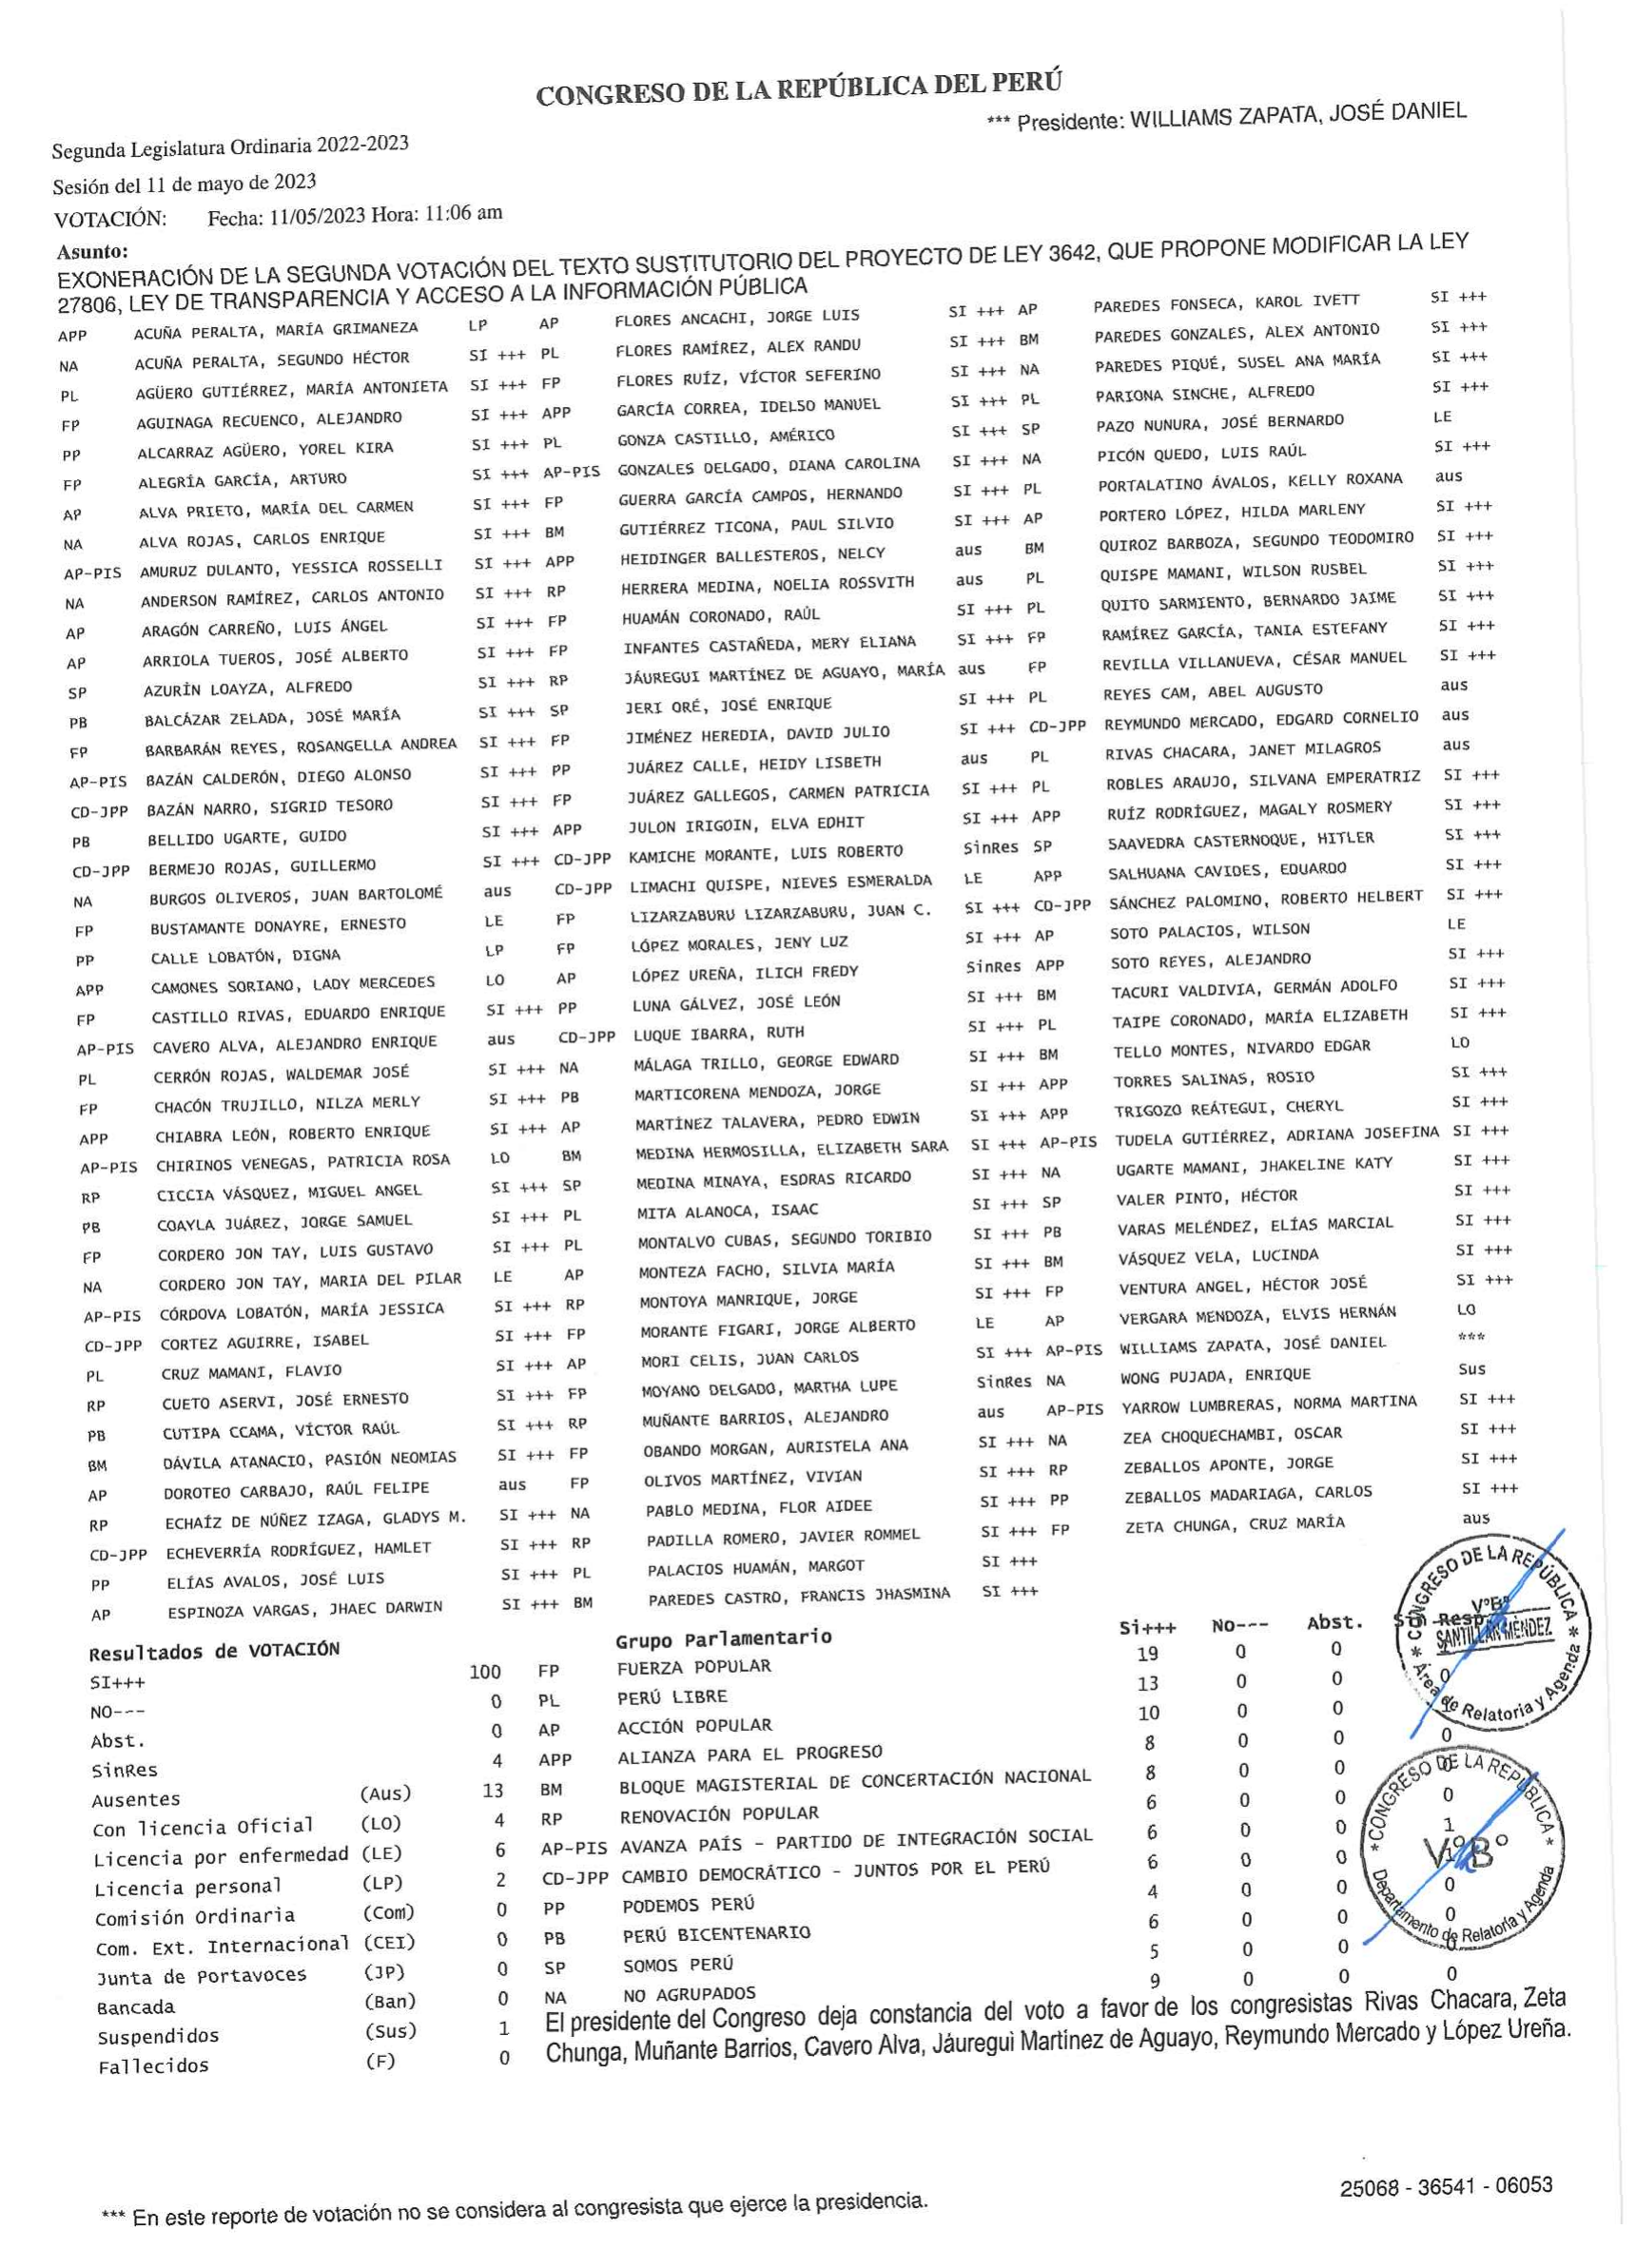 CONGRESO DE LA REPÚBLICA DEL PERÚ
*** Presidente: WILLIAMS ZAPATA, JOSÉ DANIEL
Segunda Legislatura Ordinaria 2022-2023
Sesión del 11 de mayo de 2023
VOTACIÓN: Fecha: 11/05/2023 Hora: 11:06 am
Asunto:
EXONERACIÓN DE LA SEGUNDA VOTACIÓN DEL TEXTO SUSTITUTORIO DEL PROYECTO DE LEY 3642, QUE PROPONE MODIFICAR LA LEY
27806, LEY DE TRANSPARENCIA Y ACCESO A LA INFORMACIÓN PÚBLICA
APP ACUÑA PERALTA, MARÍA GRIMANEZA LP AP FLORES ANCACHI, JORGE LUIS SI +++ AP PAREDES FONSECA, KAROL IVETT SI +++
NA ACUÑA PERALTA, SEGUNDO HÉCTOR SI +++ PL FLORES RAMÍREZ, ALEX RANDU SI +++ BM PAREDES GONZALES, ALEX ANTONIO SI +++
PL AGÜERO GUTIÉRREZ, MARÍA ANTONIETA SI +++ FP FLORES RUÍZ, VÍCTOR SEFERINO SI +++ NA PAREDES PIQUÉ, SUSEL ANA MARÍA SI +++
FP AGUINAGA RECUENCO, ALEJANDRO SI +++ APP GARCÍA CORREA, IDELSO MANUEL SI +++ PL PARIONA SINCHE, ALFREDO SI +++
PP ALCARRAZ AGÜERO, YOREL KIRA SI +++ PL GONZA CASTILLO, AMÉRICO SI +++ SP PAZO NUNURA, JOSÉ BERNARDO LE
FP ALEGRÍA GARCÍA, ARTURO SI +++ AP-PIS GONZALES DELGADO, DIANA CAROLINA SI +++ NA PICÓN QUEDO, LUIS RAÚL SI +++
AP ALVA PRIETO, MARÍA DEL CARMEN SI +++ FP GUERRA GARCÍA CAMPOS, HERNANDO SI +++ PL PORTALATINO ÁVALOS, KELLY ROXANA aus
NA ALVA ROJAS, CARLOS ENRIQUE SI +++ BM GUTIÉRREZ TICONA, PAUL SILVIO SI +++ AP PORTERO LÓPEZ, HILDA MARLENY SI +++
AP-PIS AMURUZ DULANTO, YESSICA ROSSELLI SI +++ APP HEIDINGER BALLESTEROS, NELCY aus BM QUIROZ BARBOZA, SEGUNDO TEODOMIRO SI +++
NA ANDERSON RAMÍREZ, CARLOS ANTONIO SI +++ RP HERRERA MEDINA, NOELIA ROSSVITH aus PL QUISPE MAMANI, WILSON RUSBEL SI +++
AP ARAGÓN CARREÑO, LUIS ÁNGEL SI +++ FP HUAMÁN CORONADO, RAÚL SI +++ PL QUITO SARMIENTO, BERNARDO JAIME SI +++
AP ARRIOLA TUEROS, JOSÉ ALBERTO SI +++ FP INFANTES CASTAÑEDA, MERY ELIANA SI +++ FP RAMÍREZ GARCÍA, TANIA ESTEFANY SI +++
SP AZURÍN LOAYZA, ALFREDO SI +++ RP JÁUREGUI MARTÍNEZ DE AGUAYO, MARÍA aus FP REVILLA VILLANUEVA, CÉSAR MANUEL SI +++
PB BALCÁZAR ZELADA, JOSÉ MARÍA SI +++ SP JERI ORÉ, JOSÉ ENRIQUE SI +++ PL REYES CAM, ABEL AUGUSTO aus
FP BARBARÁN REYES, ROSANGELLA ANDREA SI +++ FP JIMÉNEZ HEREDIA, DAVID JULIO SI +++ CD-JPP REYMUNDO MERCADO, EDGARD CORNELIO aus
AP-PIS BAZÁN CALDERÓN, DIEGO ALONSO SI +++ PP JUÁREZ CALLE, HEIDY LISBETH aus PL RIVAS CHACARA, JANET MILAGROS aus
CD-JPP BAZÁN NARRO, SIGRID TESORO SI +++ FP JUÁREZ GALLEGOS, CARMEN PATRICIA SI +++ PL ROBLES ARAUJO, SILVANA EMPERATRIZ SI +++
PB BELLIDO UGARTE, GUIDO SI +++ APP JULON IRIGOIN, ELVA EDHIT SI +++ APP RUÍZ RODRÍGUEZ, MAGALY ROSMERY SI +++
CD-JPP BERMEJO ROJAS, GUILLERMO SI +++ CD-JPP KAMICHE MORANTE, LUIS ROBERTO SinRes SP SAAVEDRA CASTERNOQUE, HITLER SI +++
NA BURGOS OLIVEROS, JUAN BARTOLOMÉ aus CD-JPP LIMACHI QUISPE, NIEVES ESMERALDA LE APP SALHUANA CAVIDES, EDUARDO SI +++
FP BUSTAMANTE DONAYRE, ERNESTO LE FP LIZARZABURU LIZARZABURU, JUAN C. SI +++ CD-JPP SÁNCHEZ PALOMINO, ROBERTO HELBERT SI +++
PP CALLE LOBATÓN, DIGNA LP FP LÓPEZ MORALES, JENY LUZ SI +++ AP SOTO PALACIOS, WILSON LE
APP CAMONES SORIANO, LADY MERCEDES LO AP LÓPEZ UREÑA, ILICH FREDY SinRes APP SOTO REYES, ALEJANDRO SI +++
FP CASTILLO RIVAS, EDUARDO ENRIQUE SI +++ PP LUNA GÁLVEZ, JOSÉ LEÓN SI +++ BM TACURI VALDIVIA, GERMÁN ADOLFO SI +++
AP-PIS CAVERO ALVA, ALEJANDRO ENRIQUE aus CD-JPP LUQUE IBARRA, RUTH SI +++ PL TAIPE CORONADO, MARÍA ELIZABETH SI +++
PL CERRÓN ROJAS, WALDEMAR JOSÉ SI +++ NA MÁLAGA TRILLO, GEORGE EDWARD SI +++ BM TELLO MONTES, NIVARDO EDGAR LO
FP CHACÓN TRUJILLO, NILZA MERLY SI +++ PB MARTICORENA MENDOZA, JORGE SI +++ APP TORRES SALINAS, ROSIO SI +++
APP CHIABRA LEÓN, ROBERTO ENRIQUE SI +++ AP MARTÍNEZ TALAVERA, PEDRO EDWIN SI +++ APP TRIGOZO REÁTEGUI, CHERYL SI +++
AP-PIS CHIRINOS VENEGAS, PATRICIA ROSA LO BM MEDINA HERMOSILLA, ELIZABETH SARA SI +++ AP-PIS TUDELA GUTIÉRREZ, ADRIANA JOSEFINA SI +++
RP CICCIA VÁSQUEZ, MIGUEL ANGEL SI +++ SP MEDINA MINAYA, ESDRAS RICARDO SI +++ NA UGARTE MAMANI, JHAKELINE KATY SI +++
PB COAYLA JUÁREZ, JORGE SAMUEL SI +++ PL MITA ALANOCA, ISAAC SI +++ SP VALER PINTO, HÉCTOR SI +++
FP CORDERO JON TAY, LUIS GUSTAVO SI +++ PL MONTALVO CUBAS, SEGUNDO TORIBIO SI +++ PB VARAS MELÉNDEZ, ELÍAS MARCIAL SI +++
NA CORDERO JON TAY, MARIA DEL PILAR LE AP MONTEZA FACHO, SILVIA MARÍA SI +++ BM VÁSQUEZ VELA, LUCINDA SI +++
AP-PIS CÓRDOVA LOBATÓN, MARÍA JESSICA SI +++ RP MONTOYA MANRIQUE, JORGE SI +++ FP VENTURA ANGEL, HÉCTOR JOSÉ SI +++
CD-JPP CORTEZ AGUIRRE, ISABEL SI +++ FP MORANTE FIGARI, JORGE ALBERTO LE AP VERGARA MENDOZA, ELVIS HERNÁN LO
PL CRUZ MAMANI, FLAVIO SI +++ AP MORI CELIS, JUAN CARLOS SI +++ AP-PIS WILLIAMS ZAPATA, JOSÉ DANIEL ***
RP CUETO ASERVI, JOSÉ ERNESTO SI +++ FP MOYANO DELGADO, MARTHA LUPE SinRes NA WONG PUJADA, ENRIQUE Sus
PB CUTIPA CCAMA, VÍCTOR RAÚL SI +++ RP MUÑANTE BARRIOS, ALEJANDRO aus AP-PIS YARROW LUMBRERAS, NORMA MARTINA SI +++
BM DÁVILA ATANACIO, PASIÓN NEOMIAS SI +++ FP OBANDO MORGAN, AURISTELA ANA SI +++ NA ZEA CHOQUECHAMBI, OSCAR SI +++
AP DOROTEO CARBAJO, RAÚL FELIPE aus FP OLIVOS MARTÍNEZ, VIVIAN SI +++ RP ZEBALLOS APONTE, JORGE SI +++
RP ECHAÍZ DE NÚÑEZ IZAGA, GLADYS M. SI +++ NA PABLO MEDINA, FLOR AIDEE SI +++ PP ZEBALLOS MADARIAGA, CARLOS SI +++
CD-JPP ECHEVERRÍA RODRÍGUEZ, HAMLET SI +++ RP PADILLA ROMERO, JAVIER ROMMEL SI +++ FP ZETA CHUNGA, CRUZ MARÍA aus
PP ELÍAS AVALOS, JOSÉ LUIS SI +++ PL PALACIOS HUAMÁN, MARGOT SI +++
AP ESPINOZA VARGAS, JHAEC DARWIN SI +++ BM PAREDES CASTRO, FRANCIS JHASMINA SI +++
Resultados de VOTACIÓN Grupo Parlamentario Si+++ No--- Abst. Sin Resp
SI+++ 100 FP FUERZA POPULAR 19 0 0
NO--- 0 PL PERÚ LIBRE 13 0 0 0
Abst. 0 AP ACCIÓN POPULAR 10 0 0 1
SinRes 4 APP ALIANZA PARA EL PROGRESO 8 0 0 0
Ausentes (Aus) 13 BM BLOQUE MAGISTERIAL DE CONCERTACIÓN NACIONAL 8 0 0 0
Con licencia Oficial (LO) 4 RP RENOVACIÓN POPULAR 6 0 0 0
Licencia por enfermedad (LE) 6 AP-PIS AVANZA PAÍS - PARTIDO DE INTEGRACIÓN SOCIAL 6 0 0 1
Licencia personal (LP) 2 CD-JPP CAMBIO DEMOCRÁTICO - JUNTOS POR EL PERÚ 6 0 0 1
Comisión Ordinaria (Com) 0 PP PODEMOS PERÚ 4 0 0 0
Com. Ext. Internacional (CEI) 0 PB PERÚ BICENTENARIO 6 0 0 0
Junta de Portavoces (JP) 0 SP SOMOS PERÚ 5 0 0 0
Bancada (Ban) 0 NA NO AGRUPADOS 9 0 0 0
Suspendidos (Sus) 1
Fallecidos (F) 0
El presidente del Congreso deja constancia del voto a favor de los congresistas Rivas Chacara, Zeta
Chunga, Muñante Barrios, Cavero Alva, Jáuregui Martínez de Aguayo, Reymundo Mercado y López Ureña.
CONGRESO DE LA REPÚBLICA
V°B°
SANTILLAN MÉNDEZ
Área de Relatoría y Agenda
CONGRESO DE LA REPÚBLICA
V°B°
Departamento de Relatoría y Agenda
25068 - 36541 - 06053
*** En este reporte de votación no se considera al congresista que ejerce la presidencia.